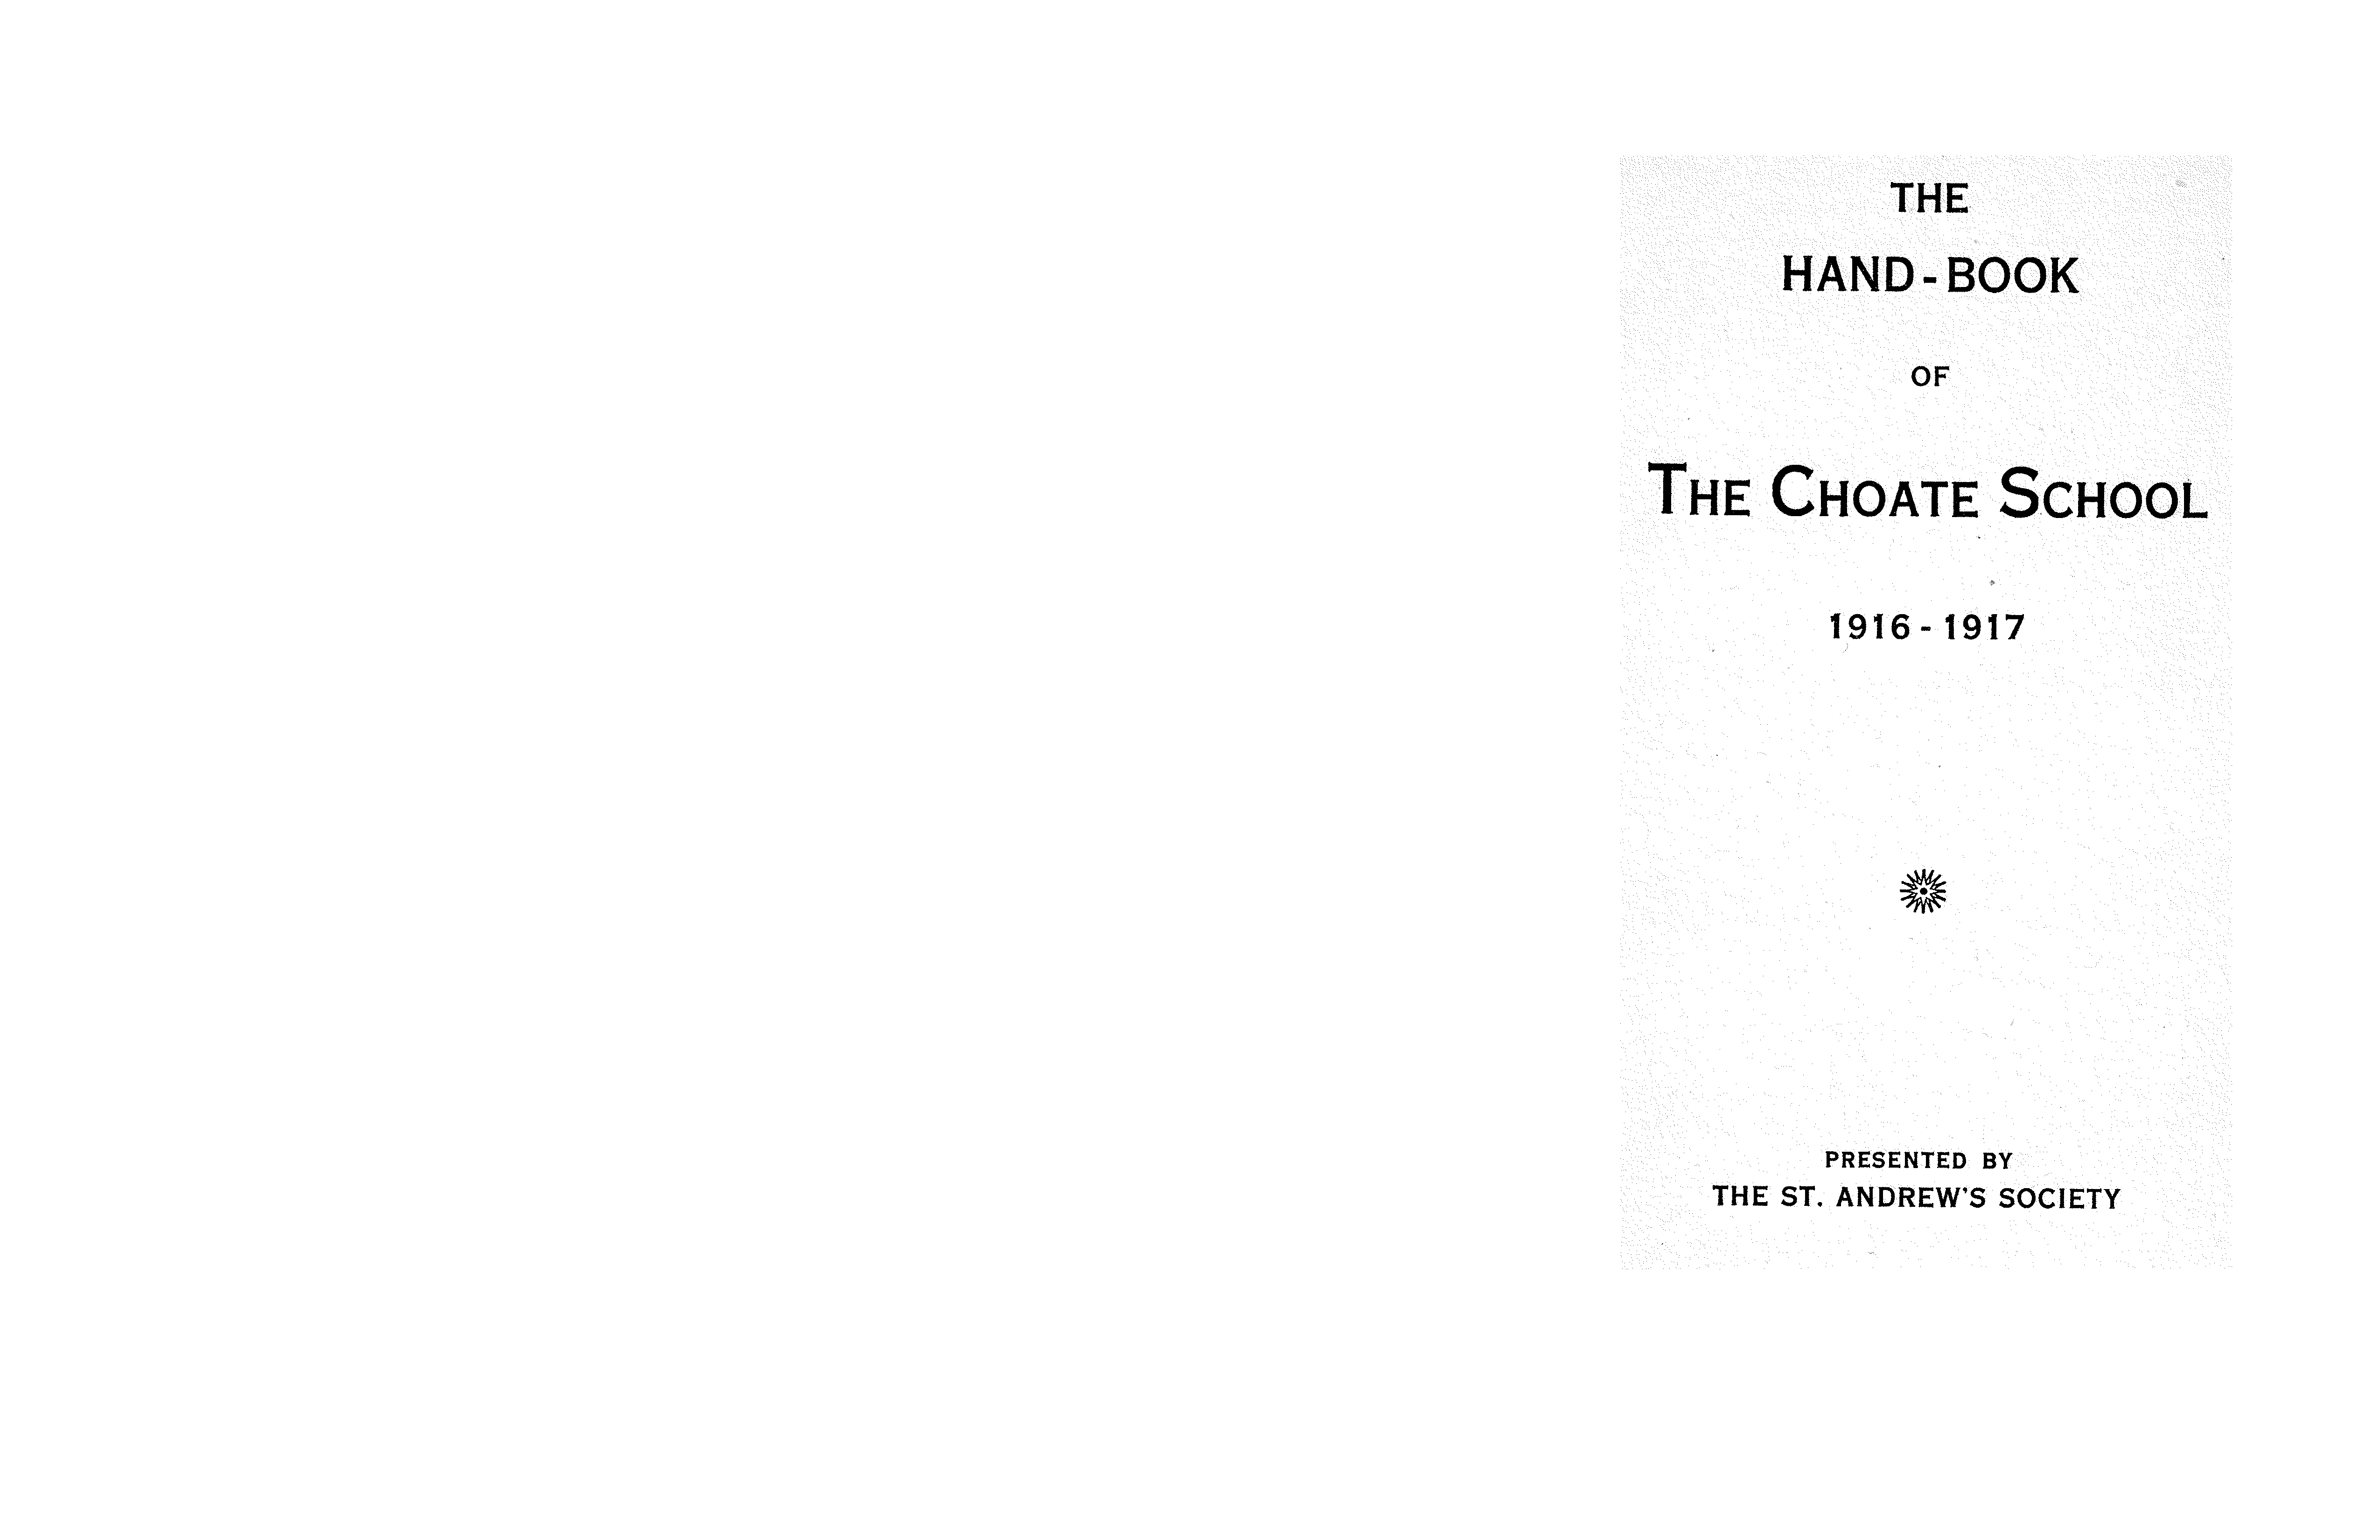 THE
HAND-BOOK
OF
THE CHOATE SCHOOL
1916 - 1917
PRESENTED BY
THE ST. ANDREW'S SOCIETY